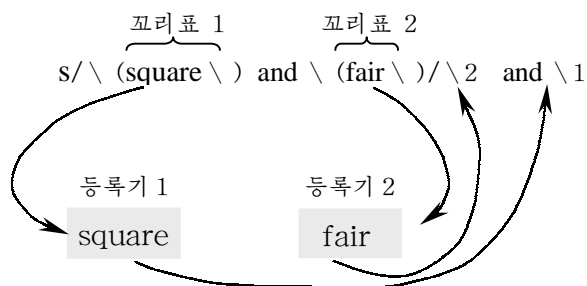 꼬리표 1 꼬리표 2
s/\ (square \ ) and \ (fair \ )/\ 2 and \ 1
등록기 1 등록기 2
square fair